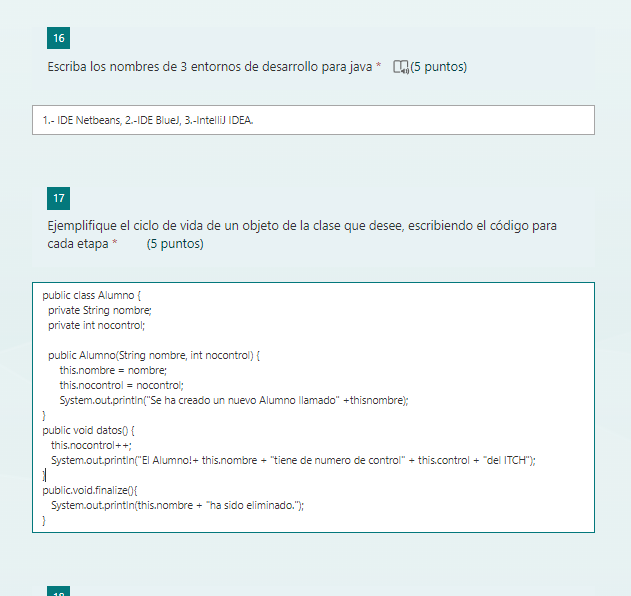 16
Escriba los nombres de 3 entornos de desarrollo para java * (5 puntos)
1.- IDE Netbeans, 2.-IDE BlueJ, 3.-IntelliJ IDEA.
17
Ejemplifique el ciclo de vida de un objeto de la clase que desee, escribiendo el código para
cada etapa * (5 puntos)
public class Alumno {
private String nombre;
private int nocontrol;
public Alumno(String nombre, int nocontrol) {
this.nombre = nombre;
this.nocontrol = nocontrol;
System.out.println("Se ha creado un nuevo Alumno llamado" +thisnombre);
}
public void datos() {
this.nocontrol++;
System.out.println("El Alumno!+ this.nombre + "tiene de numero de control" + this.control + "del ITCH");
}
public.void.finalize(){
System.out.println(this.nombre + "ha sido eliminado.");
}
18